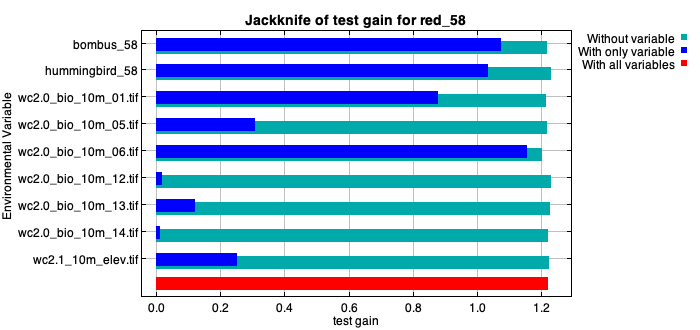 Jackknife of test gain for red_58
Without variable
With only variable
With all variables
Environmental Variable
bombus_58
hummingbird_58
wc2.0_bio_10m_01.tif
wc2.0_bio_10m_05.tif
wc2.0_bio_10m_06.tif
wc2.0_bio_10m_12.tif
wc2.0_bio_10m_13.tif
wc2.0_bio_10m_14.tif
wc2.1_10m_elev.tif
0.0 0.2 0.4 0.6 0.8 1.0 1.2
test gain